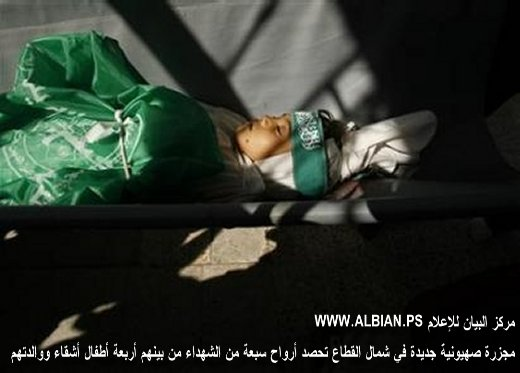 مركز البيان للإعلام WWW.ALBIAN.PS
مجزرة صهيونية جديدة في شمال القطاع تحصد أرواح سبعة من الشهداء من بينهم أربعة أطفال أشقاء ووالدتهم